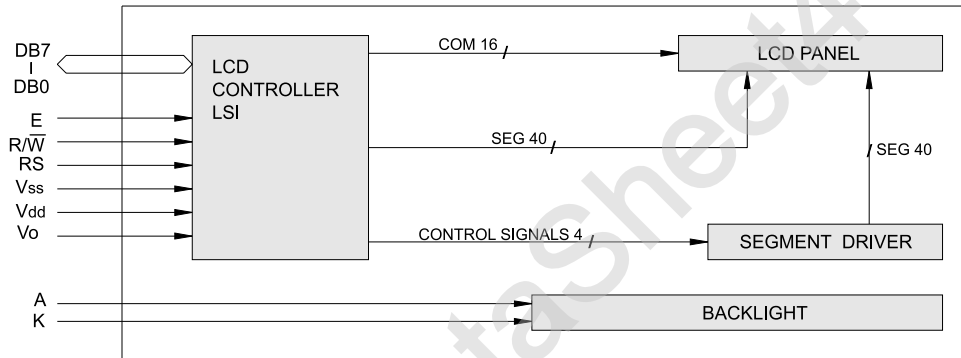 DB7
DB0
E
R/W
RS
Vss
Vdd
Vo
A
K
LCD
CONTROLLER
LSI
COM 16
SEG 40
CONTROL SIGNALS 4
LCD PANEL
SEG 40
SEGMENT DRIVER
BACKLIGHT
taSheet4